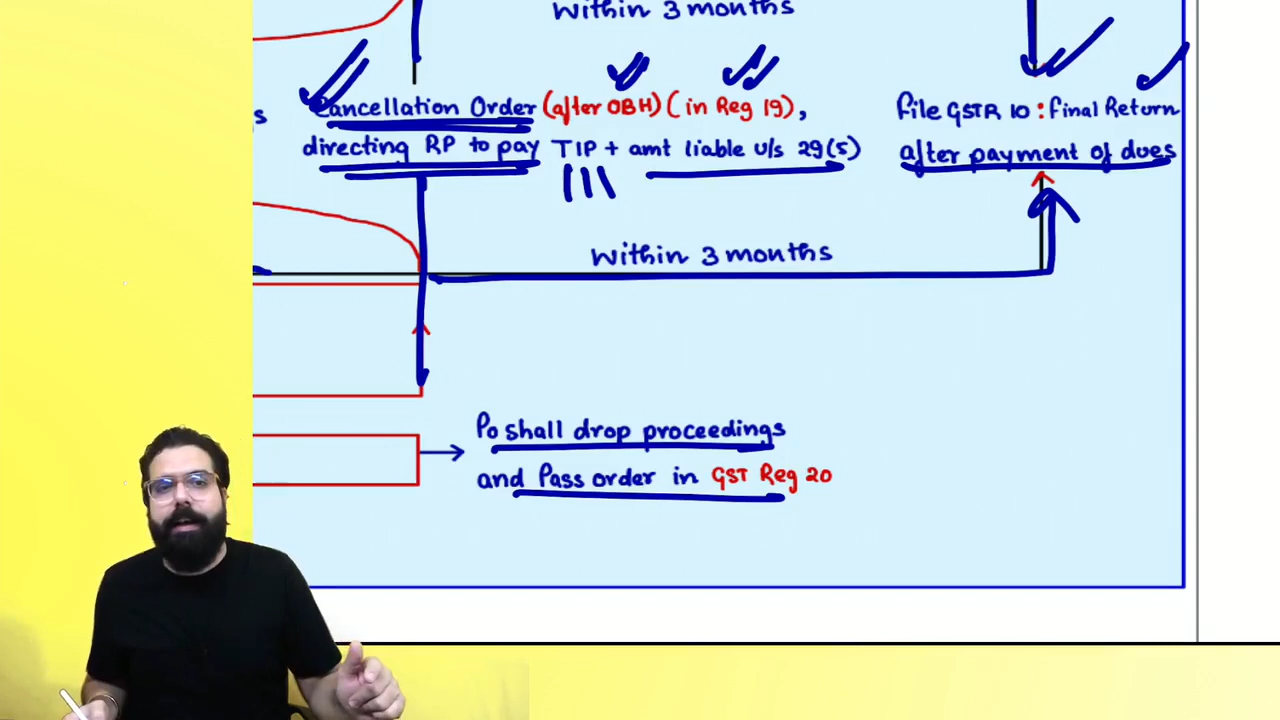 Within 3 months
s
Cancellation Order (after OBH) (in Reg 19),
directing RP to pay TIP + amt liable u/s 29(5)
File GSTR 10 : Final Return
after payment of dues
Within 3 months
Po shall drop proceedings
and Pass order in GST Reg 20